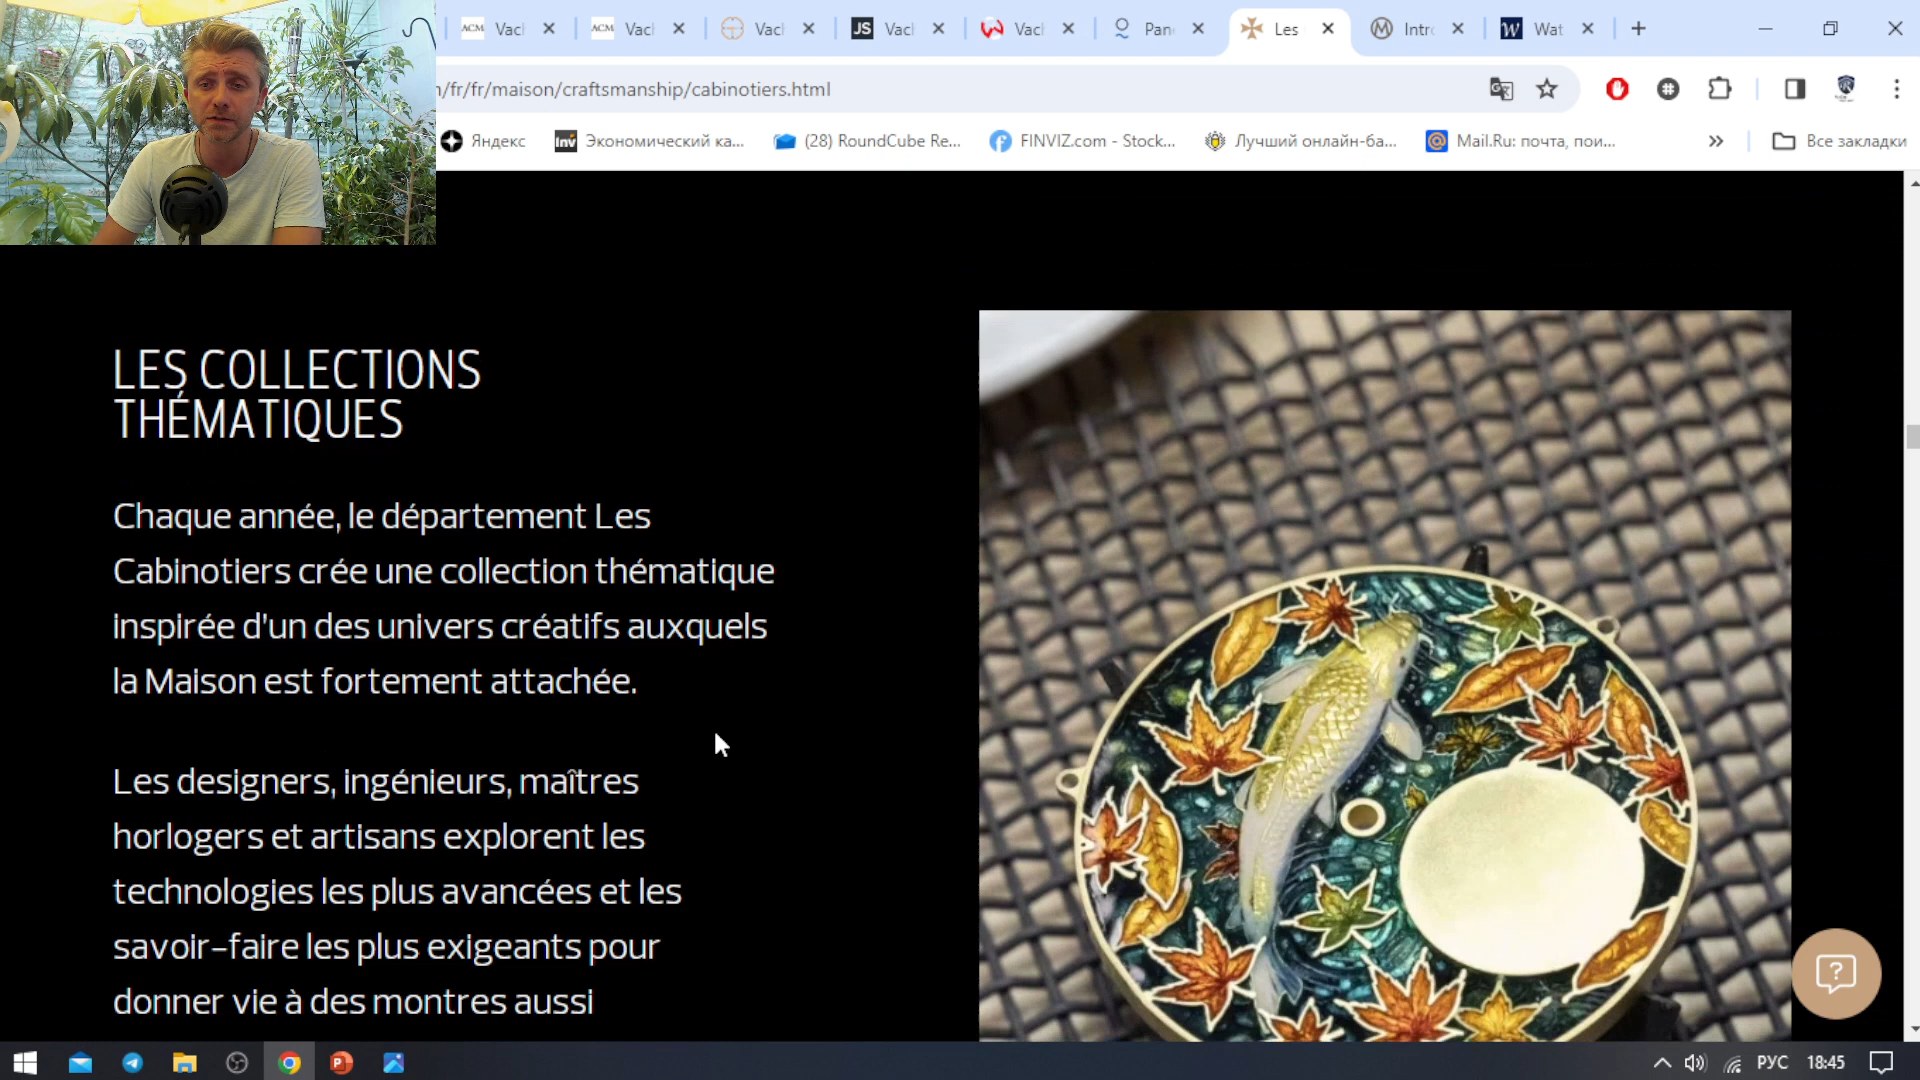 ACM Vacl
ACM Vacl
Vacl
JS Vacl
Vacl
Pan
Les
Intr
W Wat
/fr/fr/maison/craftsmanship/cabinotiers.html
Яндекс
Inv Экономический ка...
(28) RoundCube Re...
FINVIZ.com - Stock...
Лучший онлайн-ба...
Mail.Ru: почта, пои...
Все закладки
LES COLLECTIONS
THÉMATIQUES
Chaque année, le département Les
Cabinotiers crée une collection thématique
inspirée d'un des univers créatifs auxquels
la Maison est fortement attachée.
Les designers, ingénieurs, maîtres
horlogers et artisans explorent les
technologies les plus avancées et les
savoir-faire les plus exigeants pour
donner vie à des montres aussi
РУС
18:45